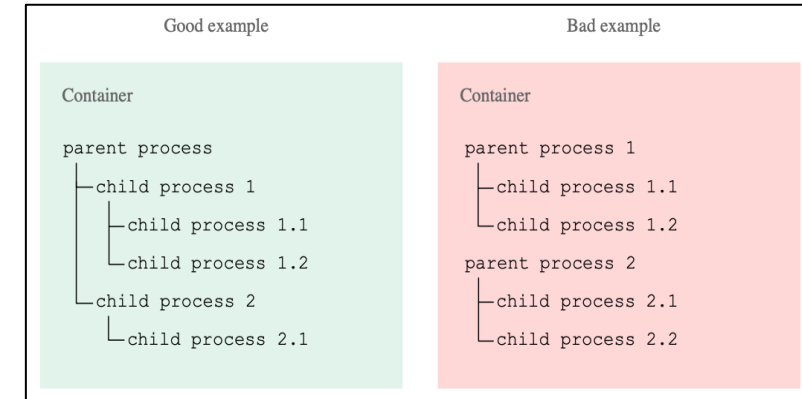 Good example
Container
parent process
child process 1
child process 1.1
child process 1.2
child process 2
child process 2.1
Bad example
Container
parent process 1
child process 1.1
child process 1.2
parent process 2
child process 2.1
child process 2.2